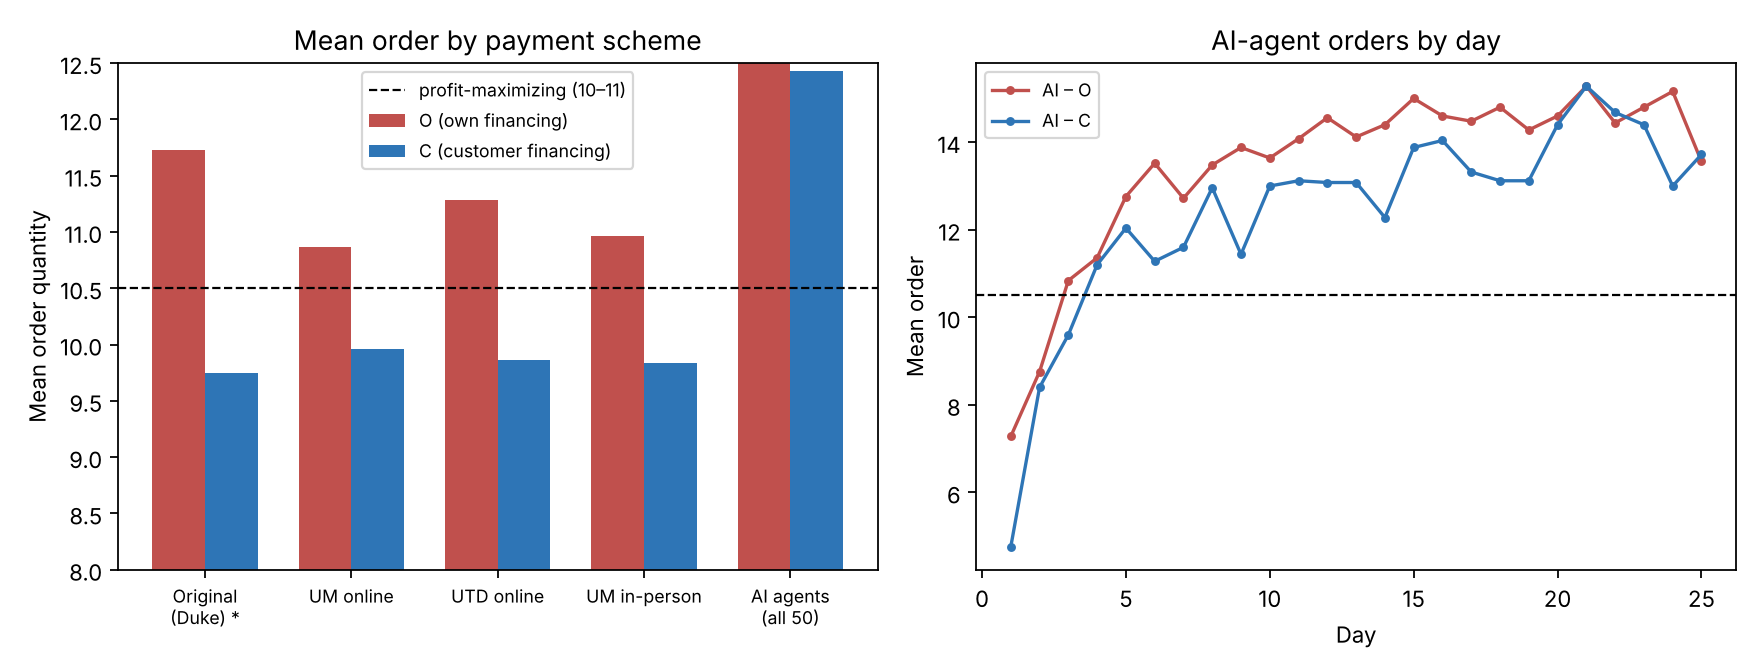 Mean order by payment scheme
Mean order quantity
12.5
12.0
11.5
11.0
10.5
10.0
9.5
9.0
8.5
8.0
profit-maximizing (10–11)
O (own financing)
C (customer financing)
Original
(Duke) *
UM online
UTD online
UM in-person
AI agents
(all 50)
AI-agent orders by day
Mean order
14
12
10
8
6
AI – O
AI – C
0
5
10
15
20
25
Day